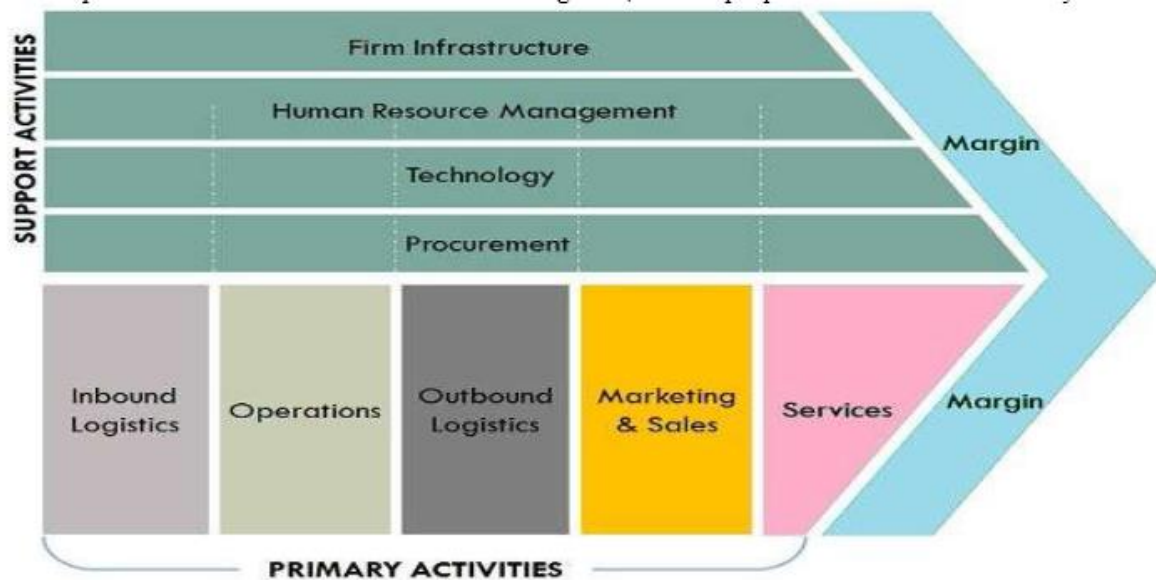 SUPPORT ACTIVITIES
Firm Infrastructure
Human Resource Management
Technology
Procurement
Margin
Inbound
Logistics
Operations
Outbound
Logistics
Marketing
& Sales
Services
Margin
PRIMARY ACTIVITIES